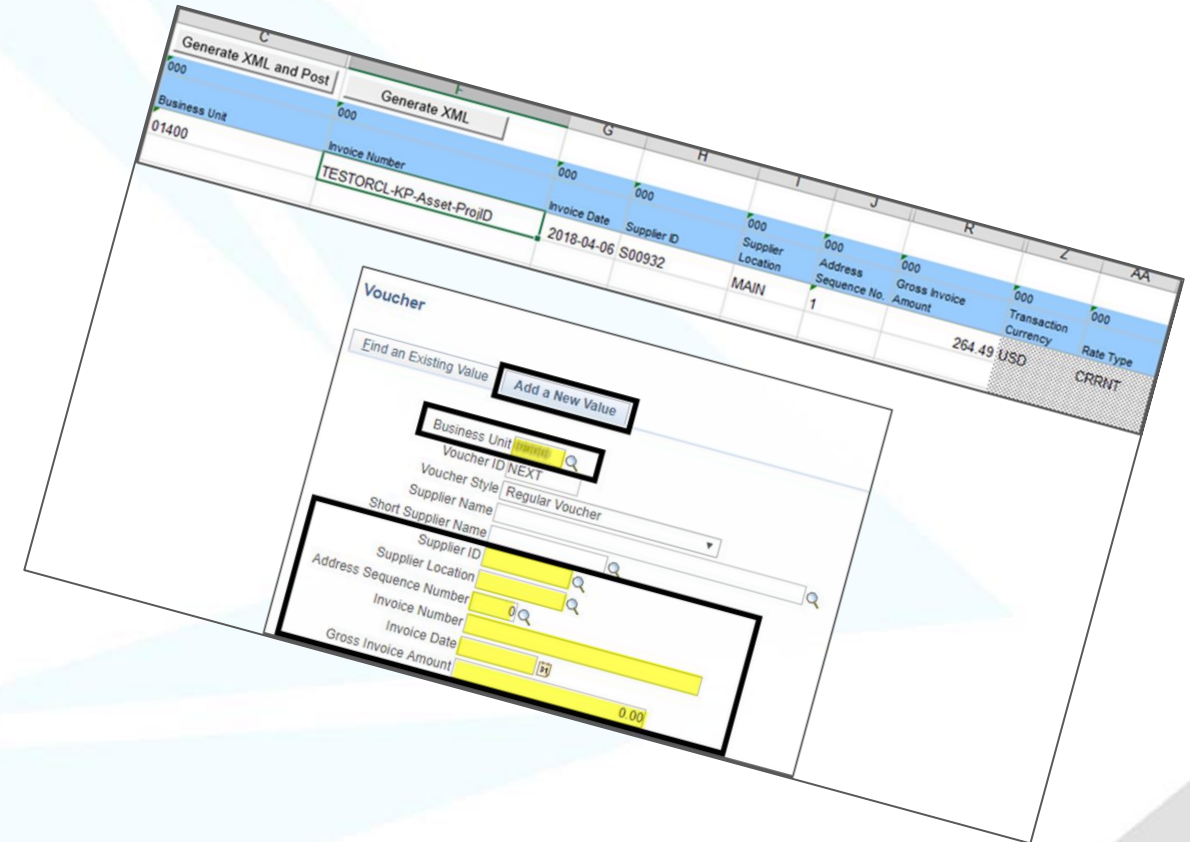 C F G H I J R Z AA
Generate XML and Post Generate XML
000 000 000 000 000 000 000 000 000
Business Unit Invoice Number Invoice Date Supplier ID Supplier Location Address Sequence No. Gross Invoice Amount Transaction Currency Rate Type
01400 TESTORCL-KP-Asset-ProjID 2018-04-06 S00932 MAIN 1 264.49 USD CRRNT
Voucher
Find an Existing Value Add a New Value
Business Unit
Voucher ID NEXT
Voucher Style Regular Voucher
Supplier Name
Short Supplier Name
Supplier ID
Supplier Location
Address Sequence Number 0
Invoice Number
Invoice Date
Gross Invoice Amount 0.00